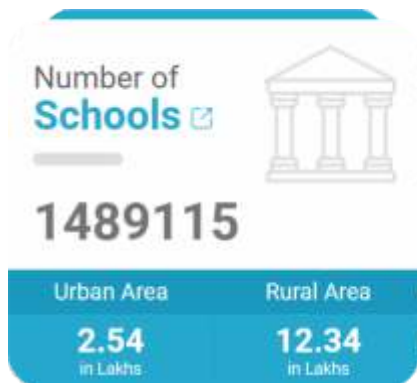 Number of
Schools
1489115
Urban Area Rural Area
2.54 12.34
in Lakhs in Lakhs